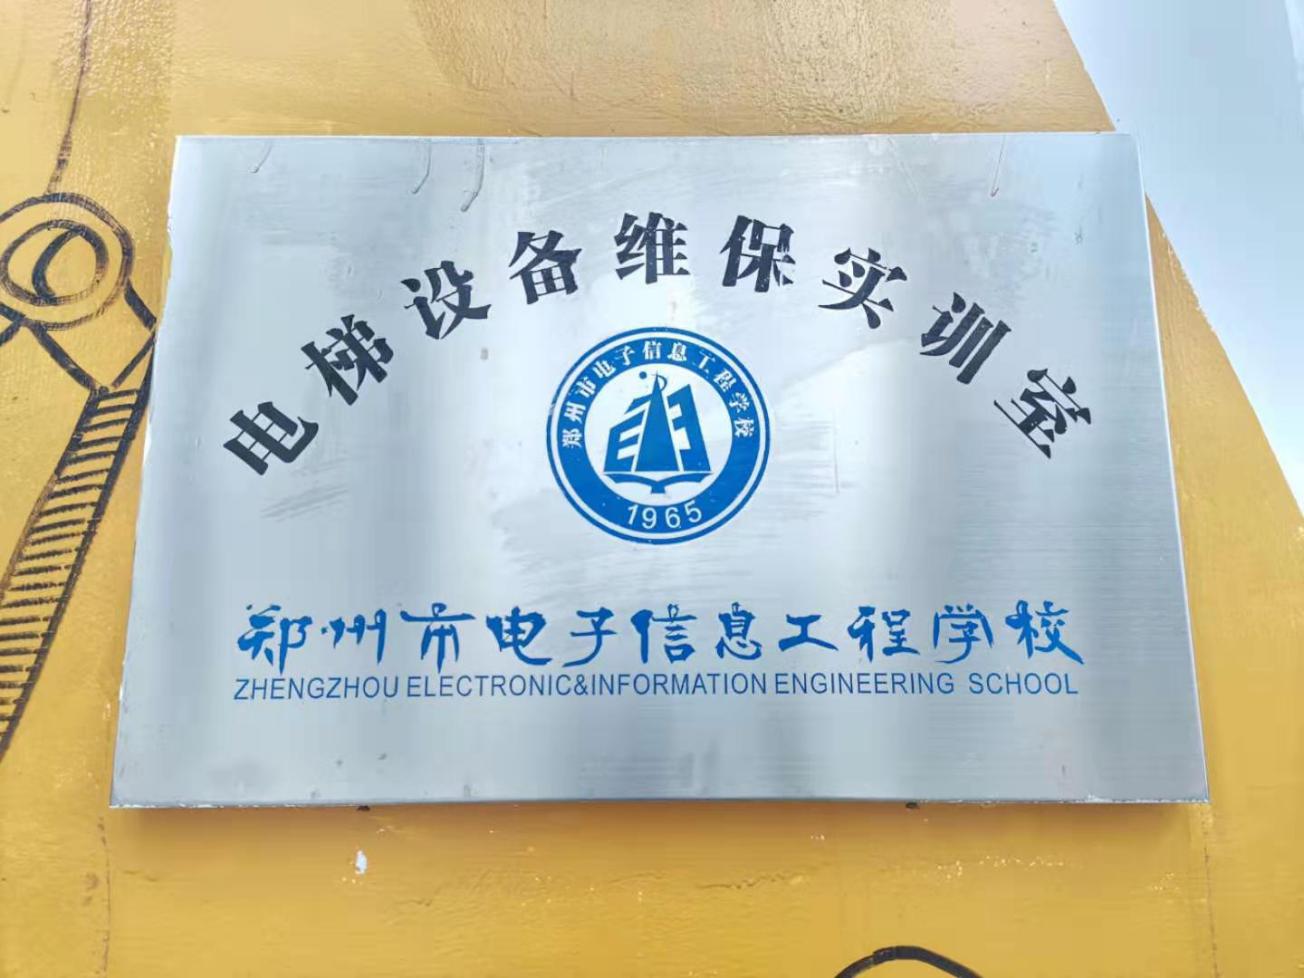 电梯设备维保实训室
郑州市电子信息工程学校
1965
郑州市电子信息工程学校
ZHENGZHOU ELECTRONIC&INFORMATION ENGINEERING SCHOOL